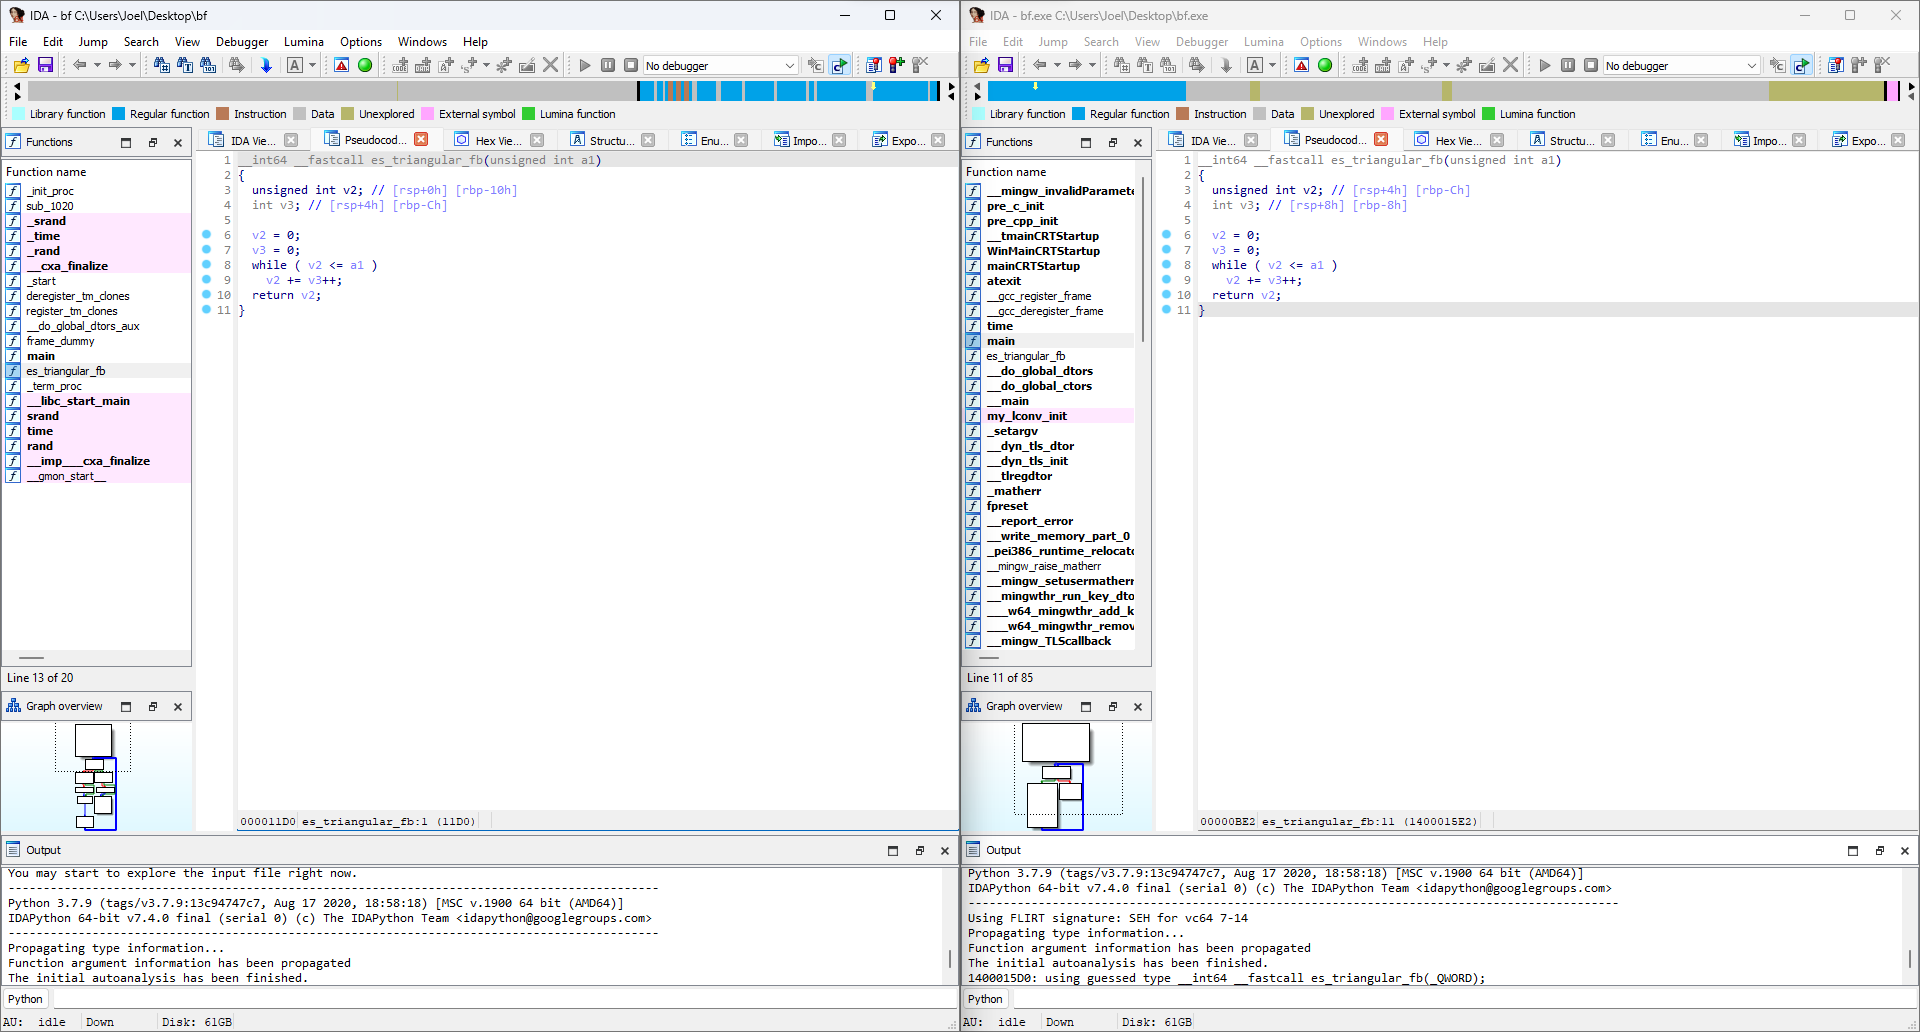 IDA - bf C:\Users\Joel\Desktop\bf
File Edit Jump Search View Debugger Lumina Options Windows Help
No debugger
Library function Regular function Instruction Data Unexplored External symbol Lumina function
Functions
Function name
_init_proc
sub_1020
_srand
_time
_rand
__cxa_finalize
_start
deregister_tm_clones
register_tm_clones
__do_global_dtors_aux
frame_dummy
main
es_triangular_fb
_term_proc
__libc_start_main
srand
time
rand
__imp___cxa_finalize
__gmon_start__
Line 13 of 20
Graph overview
IDA Vie... Pseudocod... Hex Vie... Structu... Enu... Impo... Expo...
1 __int64 __fastcall es_triangular_fb(unsigned int a1)
2 {
3 unsigned int v2; // [rsp+0h] [rbp-10h]
4 int v3; // [rsp+4h] [rbp-Ch]
5
6 v2 = 0;
7 v3 = 0;
8 while ( v2 <= a1 )
9 v2 += v3++;
10 return v2;
11 }
000011D0 es_triangular_fb:1 (11D0)
Output
You may start to explore the input file right now.
Python 3.7.9 (tags/v3.7.9:13c94747c7, Aug 17 2020, 18:58:18) [MSC v.1900 64 bit (AMD64)]
IDAPython 64-bit v7.4.0 final (serial 0) (c) The IDAPython Team <idapython@googlegroups.com>
Propagating type information...
Function argument information has been propagated
The initial autoanalysis has been finished.
Python
AU: idle Down Disk: 61GB
IDA - bf.exe C:\Users\Joel\Desktop\bf.exe
File Edit Jump Search View Debugger Lumina Options Windows Help
No debugger
Library function Regular function Instruction Data Unexplored External symbol Lumina function
Functions
Function name
__mingw_invalidParamete
pre_c_init
pre_cpp_init
__tmainCRTStartup
WinMainCRTStartup
mainCRTStartup
atexit
__gcc_register_frame
__gcc_deregister_frame
time
main
es_triangular_fb
__do_global_dtors
__do_global_ctors
__main
my_lconv_init
_setargv
__dyn_tls_dtor
__dyn_tls_init
__tlregdtor
_matherr
fpreset
__report_error
__write_memory_part_0
_pei386_runtime_relocato
__mingw_raise_matherr
__mingw_setusermatherr
__mingwthr_run_key_dto
___w64_mingwthr_add_k
___w64_mingwthr_remov
__mingw_TLScallback
Line 11 of 85
Graph overview
IDA Vie... Pseudocod... Hex Vie... Structu... Enu... Impo... Expo...
1 __int64 __fastcall es_triangular_fb(unsigned int a1)
2 {
3 unsigned int v2; // [rsp+4h] [rbp-Ch]
4 int v3; // [rsp+8h] [rbp-8h]
5
6 v2 = 0;
7 v3 = 0;
8 while ( v2 <= a1 )
9 v2 += v3++;
10 return v2;
11 }
00000BE2 es_triangular_fb:11 (1400015E2)
Output
Python 3.7.9 (tags/v3.7.9:13c94747c7, Aug 17 2020, 18:58:18) [MSC v.1900 64 bit (AMD64)]
IDAPython 64-bit v7.4.0 final (serial 0) (c) The IDAPython Team <idapython@googlegroups.com>
Using FLIRT signature: SEH for vc64 7-14
Propagating type information...
Function argument information has been propagated
The initial autoanalysis has been finished.
1400015D0: using guessed type __int64 __fastcall es_triangular_fb(_QWORD);
Python
AU: idle Down Disk: 61GB